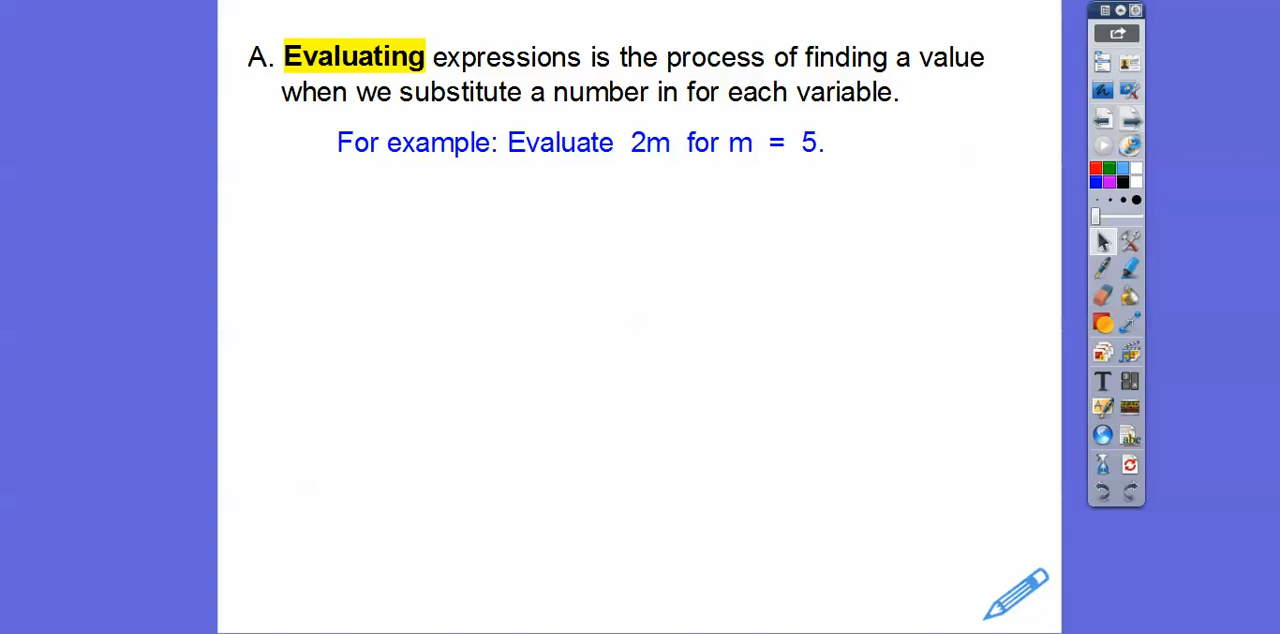 A. Evaluating expressions is the process of finding a value
when we substitute a number in for each variable.
For example: Evaluate 2m for m = 5.